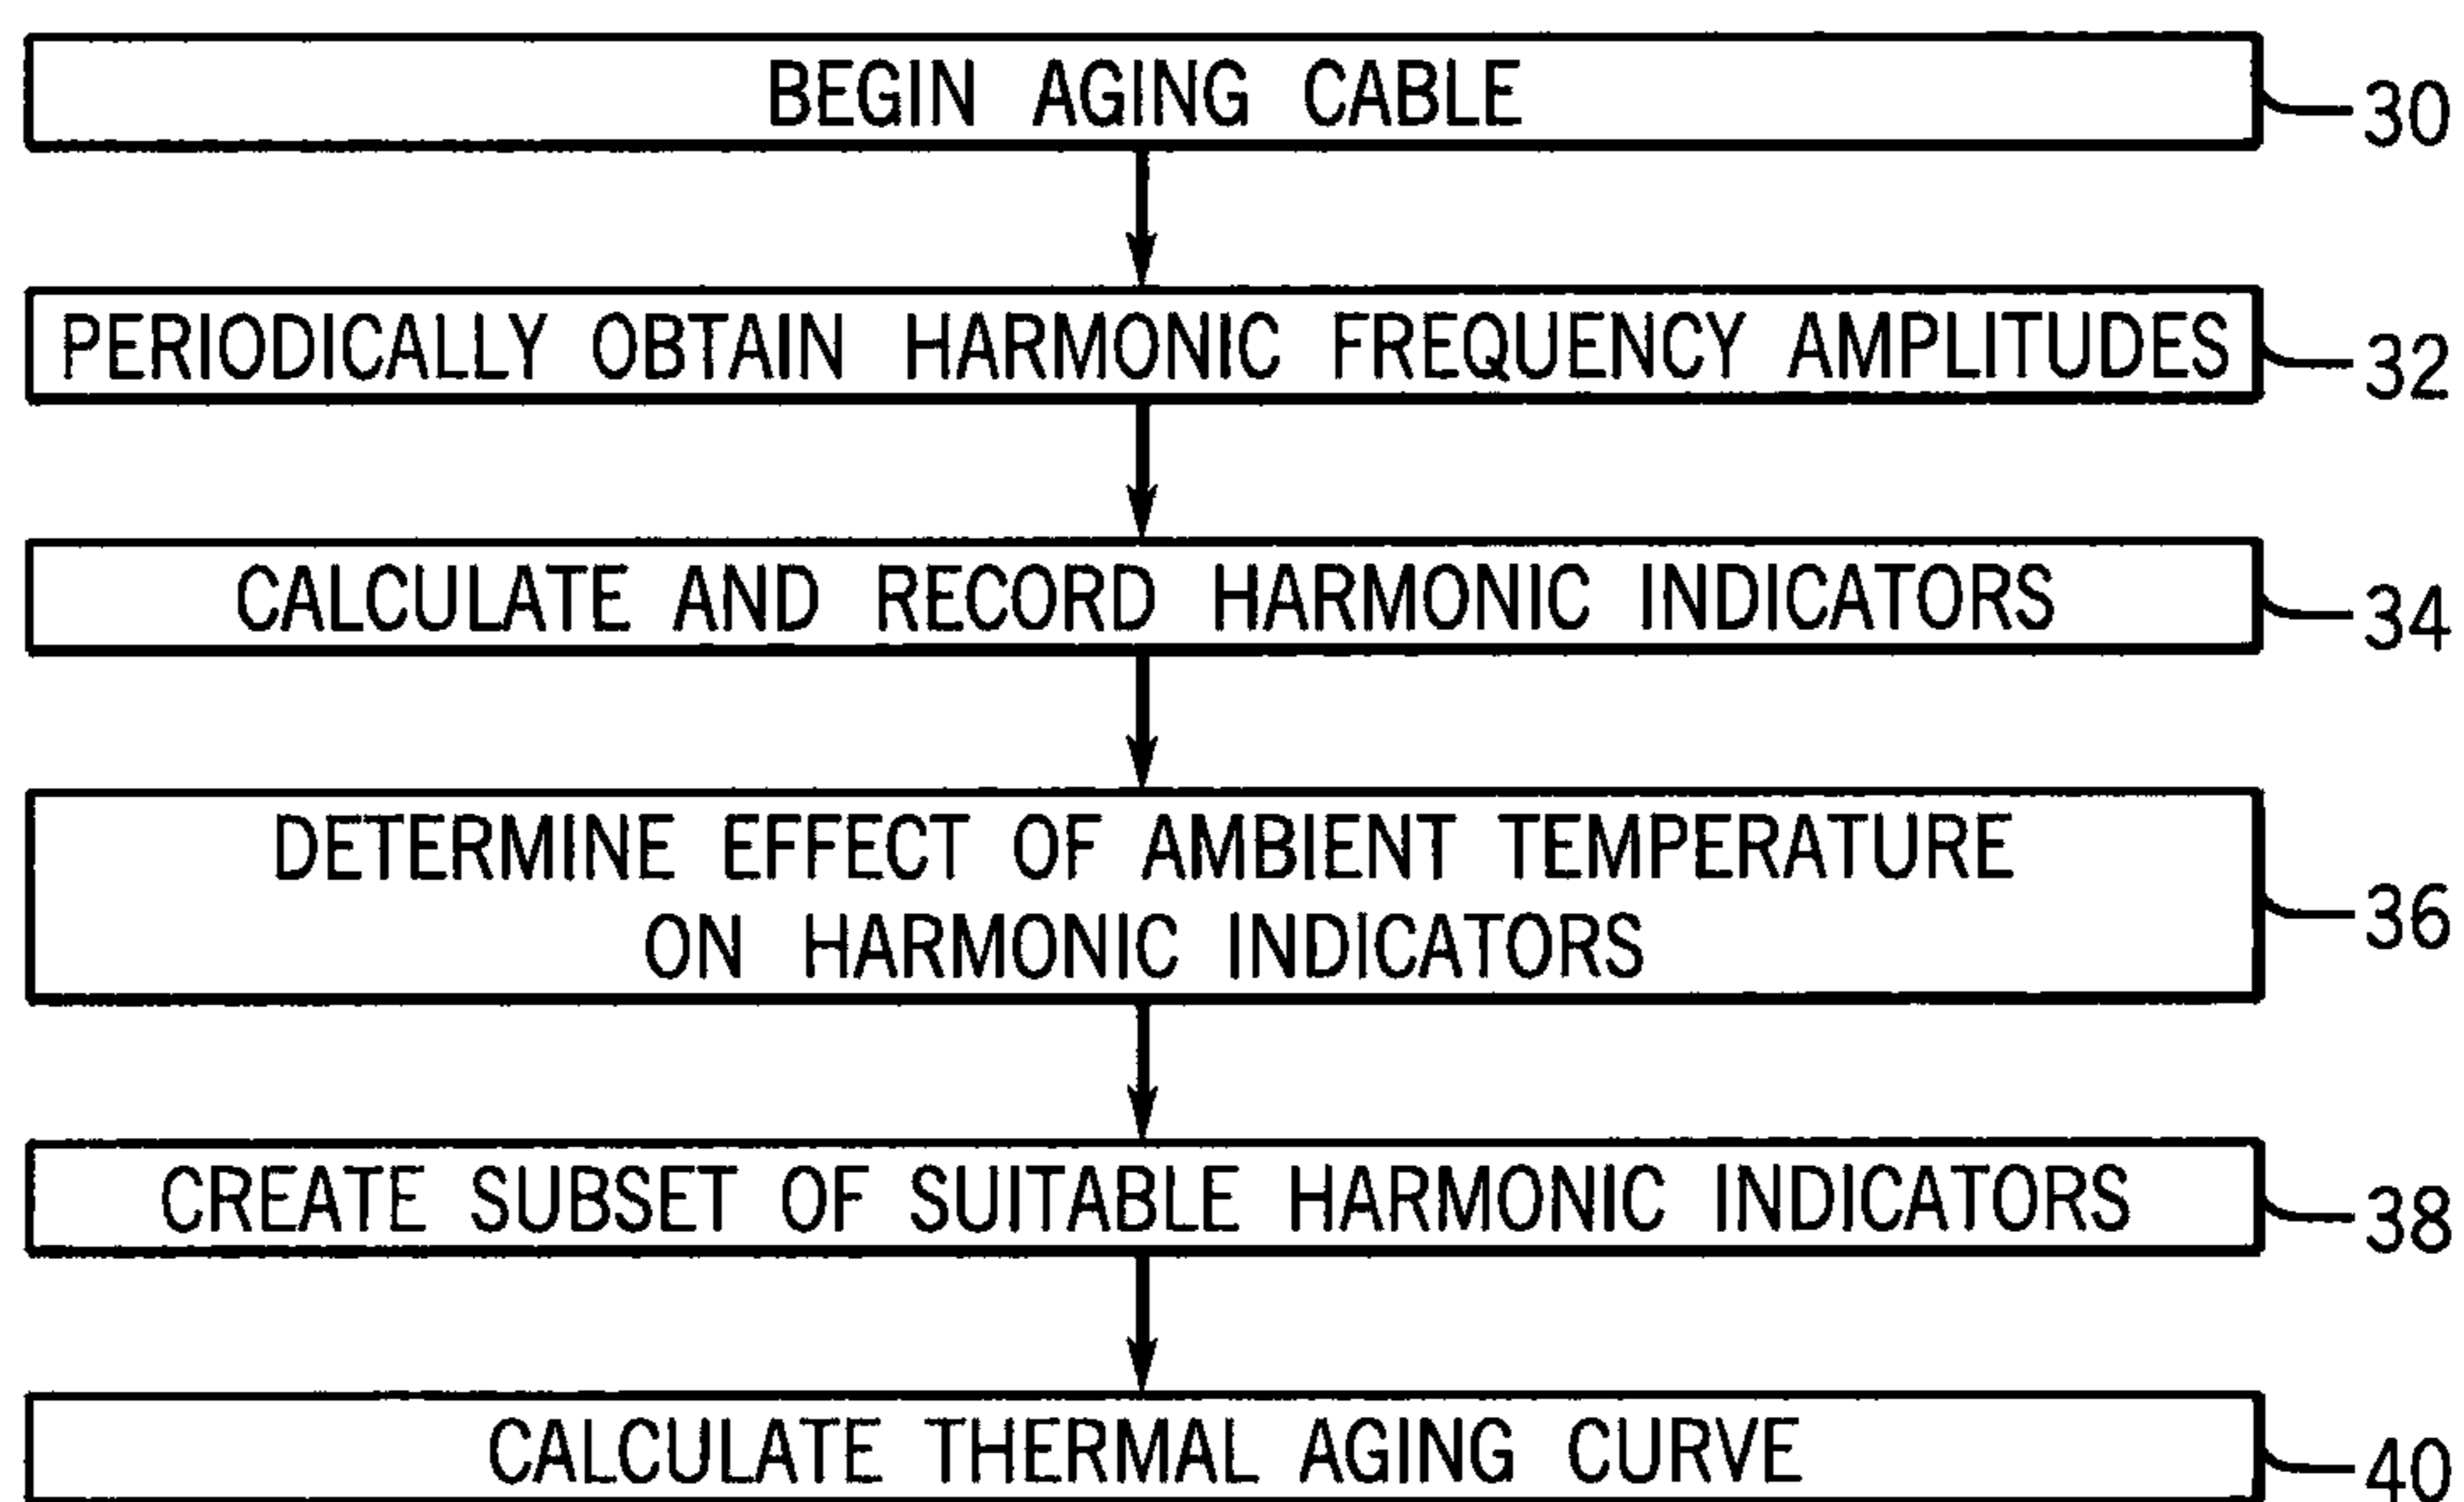 BEGIN AGING CABLE
30
PERIODICALLY OBTAIN HARMONIC FREQUENCY AMPLITUDES
32
CALCULATE AND RECORD HARMONIC INDICATORS
34
DETERMINE EFFECT OF AMBIENT TEMPERATURE
ON HARMONIC INDICATORS
36
CREATE SUBSET OF SUITABLE HARMONIC INDICATORS
38
CALCULATE THERMAL AGING CURVE
40